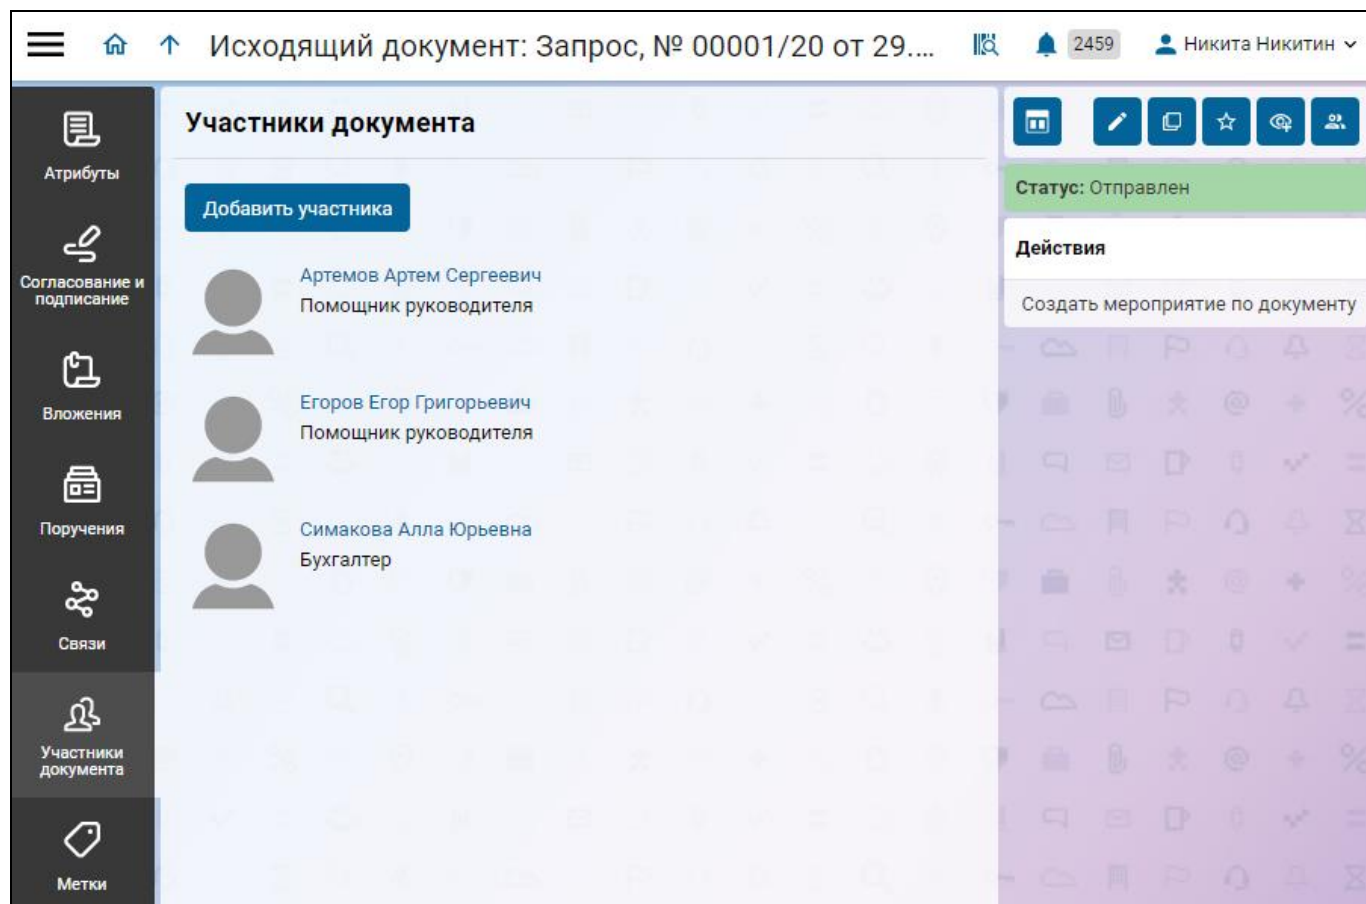 Исходящий документ: Запрос, № 00001/20 от 29.... 2459 Никита Никитин
Атрибуты
Согласование и
подписание
Вложения
Поручения
Связи
Участники
документа
Метки
Участники документа
Добавить участника
Артемов Артем Сергеевич
Помощник руководителя
Егоров Егор Григорьевич
Помощник руководителя
Симакова Алла Юрьевна
Бухгалтер
Статус: Отправлен
Действия
Создать мероприятие по документу